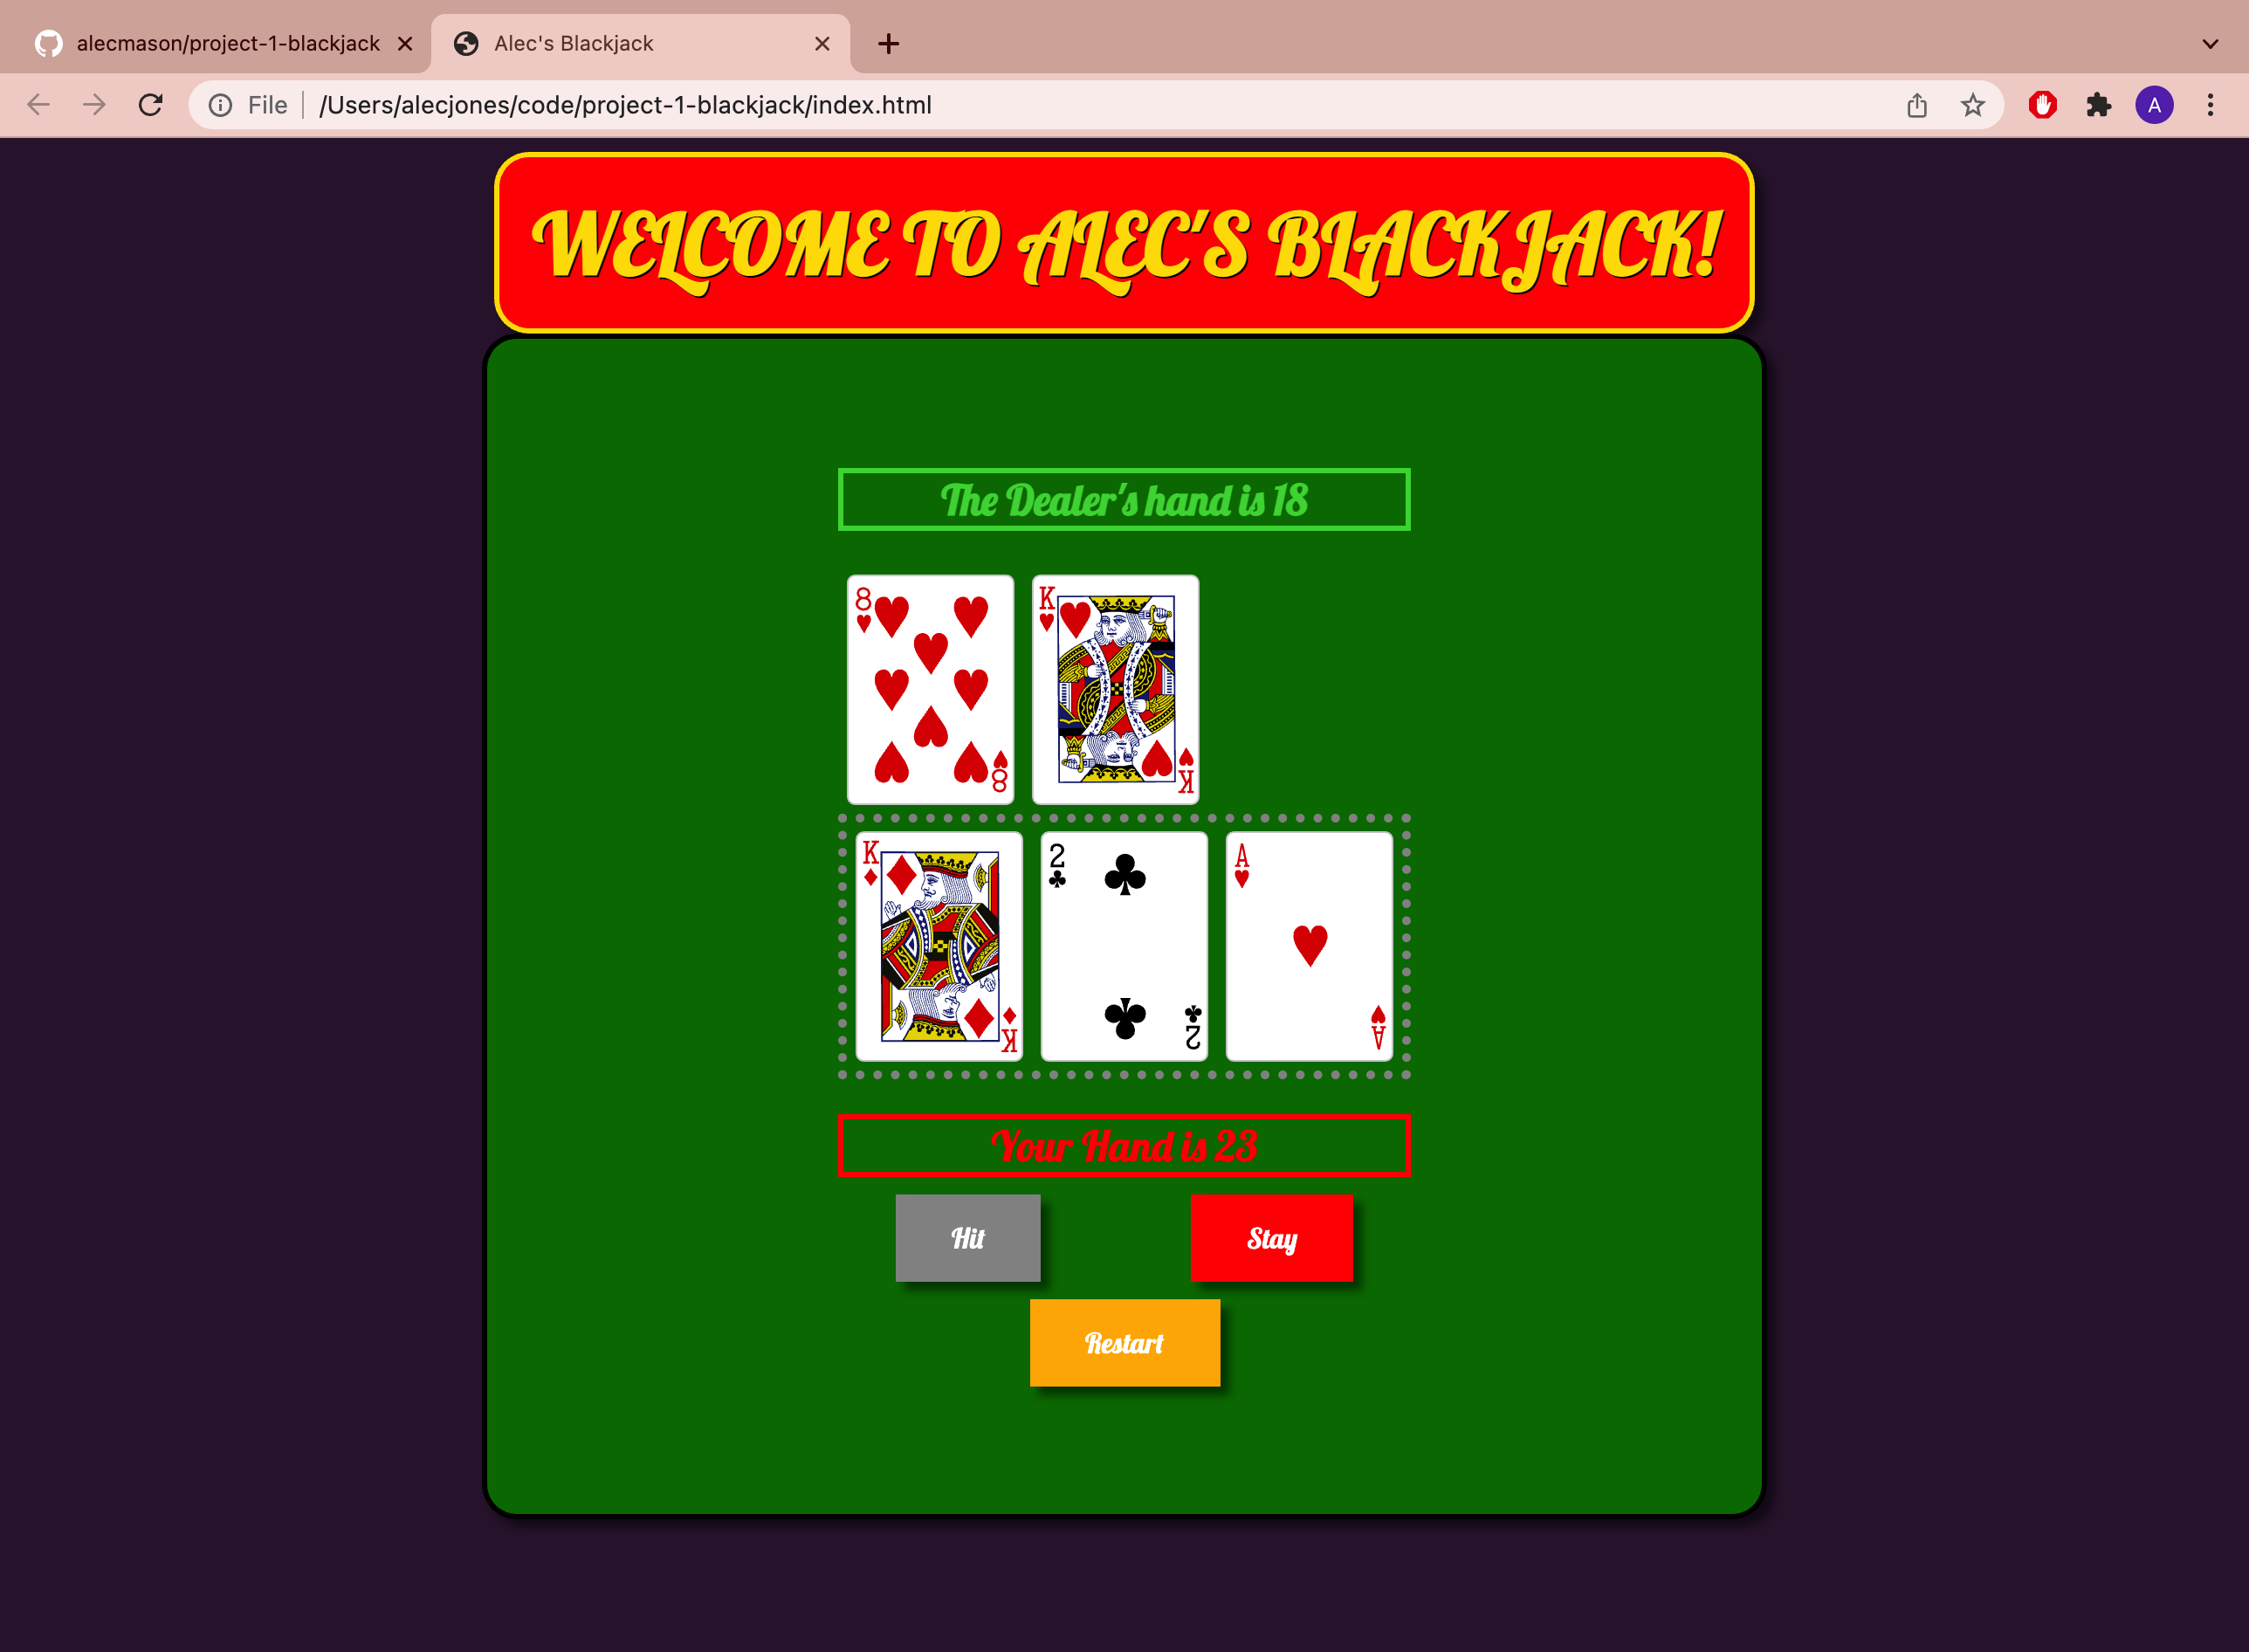 alecmason/project-1-blackjack
Alec's Blackjack
File /Users/alecjones/code/project-1-blackjack/index.html
A
WELCOME TO ALEC'S BLACKJACK!
The Dealer's hand is 18
8
K
8
K
K
2
A
K
2
A
Your Hand is 23
Hit
Stay
Restart